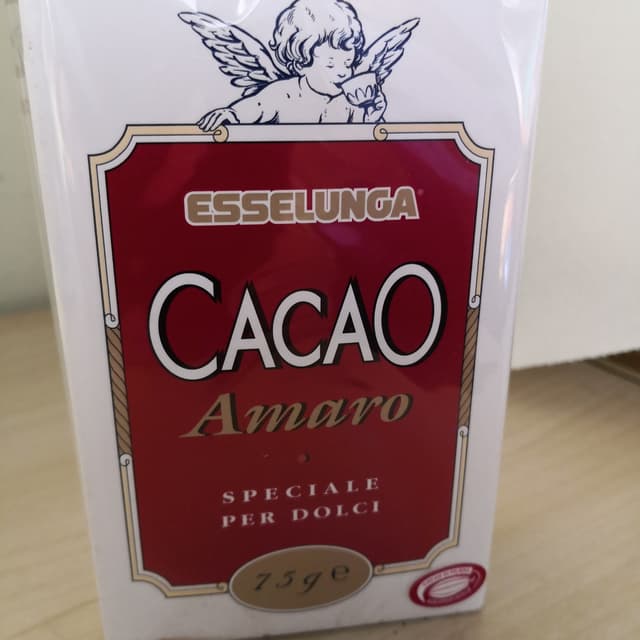 ESSELUNGA
CACAO
Amaro
SPECIALE
PER DOLCI
75g e